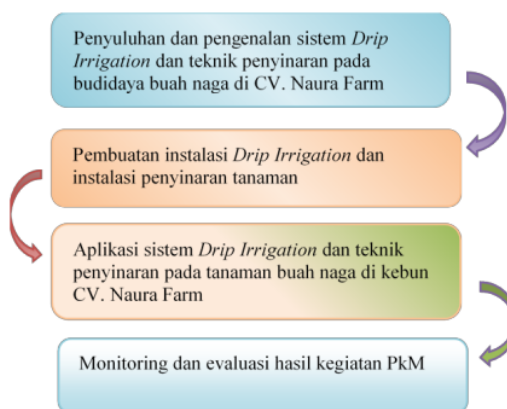 Penyuluhan dan pengenalan sistem Drip
Irrigation dan teknik penyinaran pada
budidaya buah naga di CV. Naura Farm
Pembuatan instalasi Drip Irrigation dan
instalasi penyinaran tanaman
Aplikasi sistem Drip Irrigation dan teknik
penyinaran pada tanaman buah naga di kebun
CV. Naura Farm
Monitoring dan evaluasi hasil kegiatan PkM